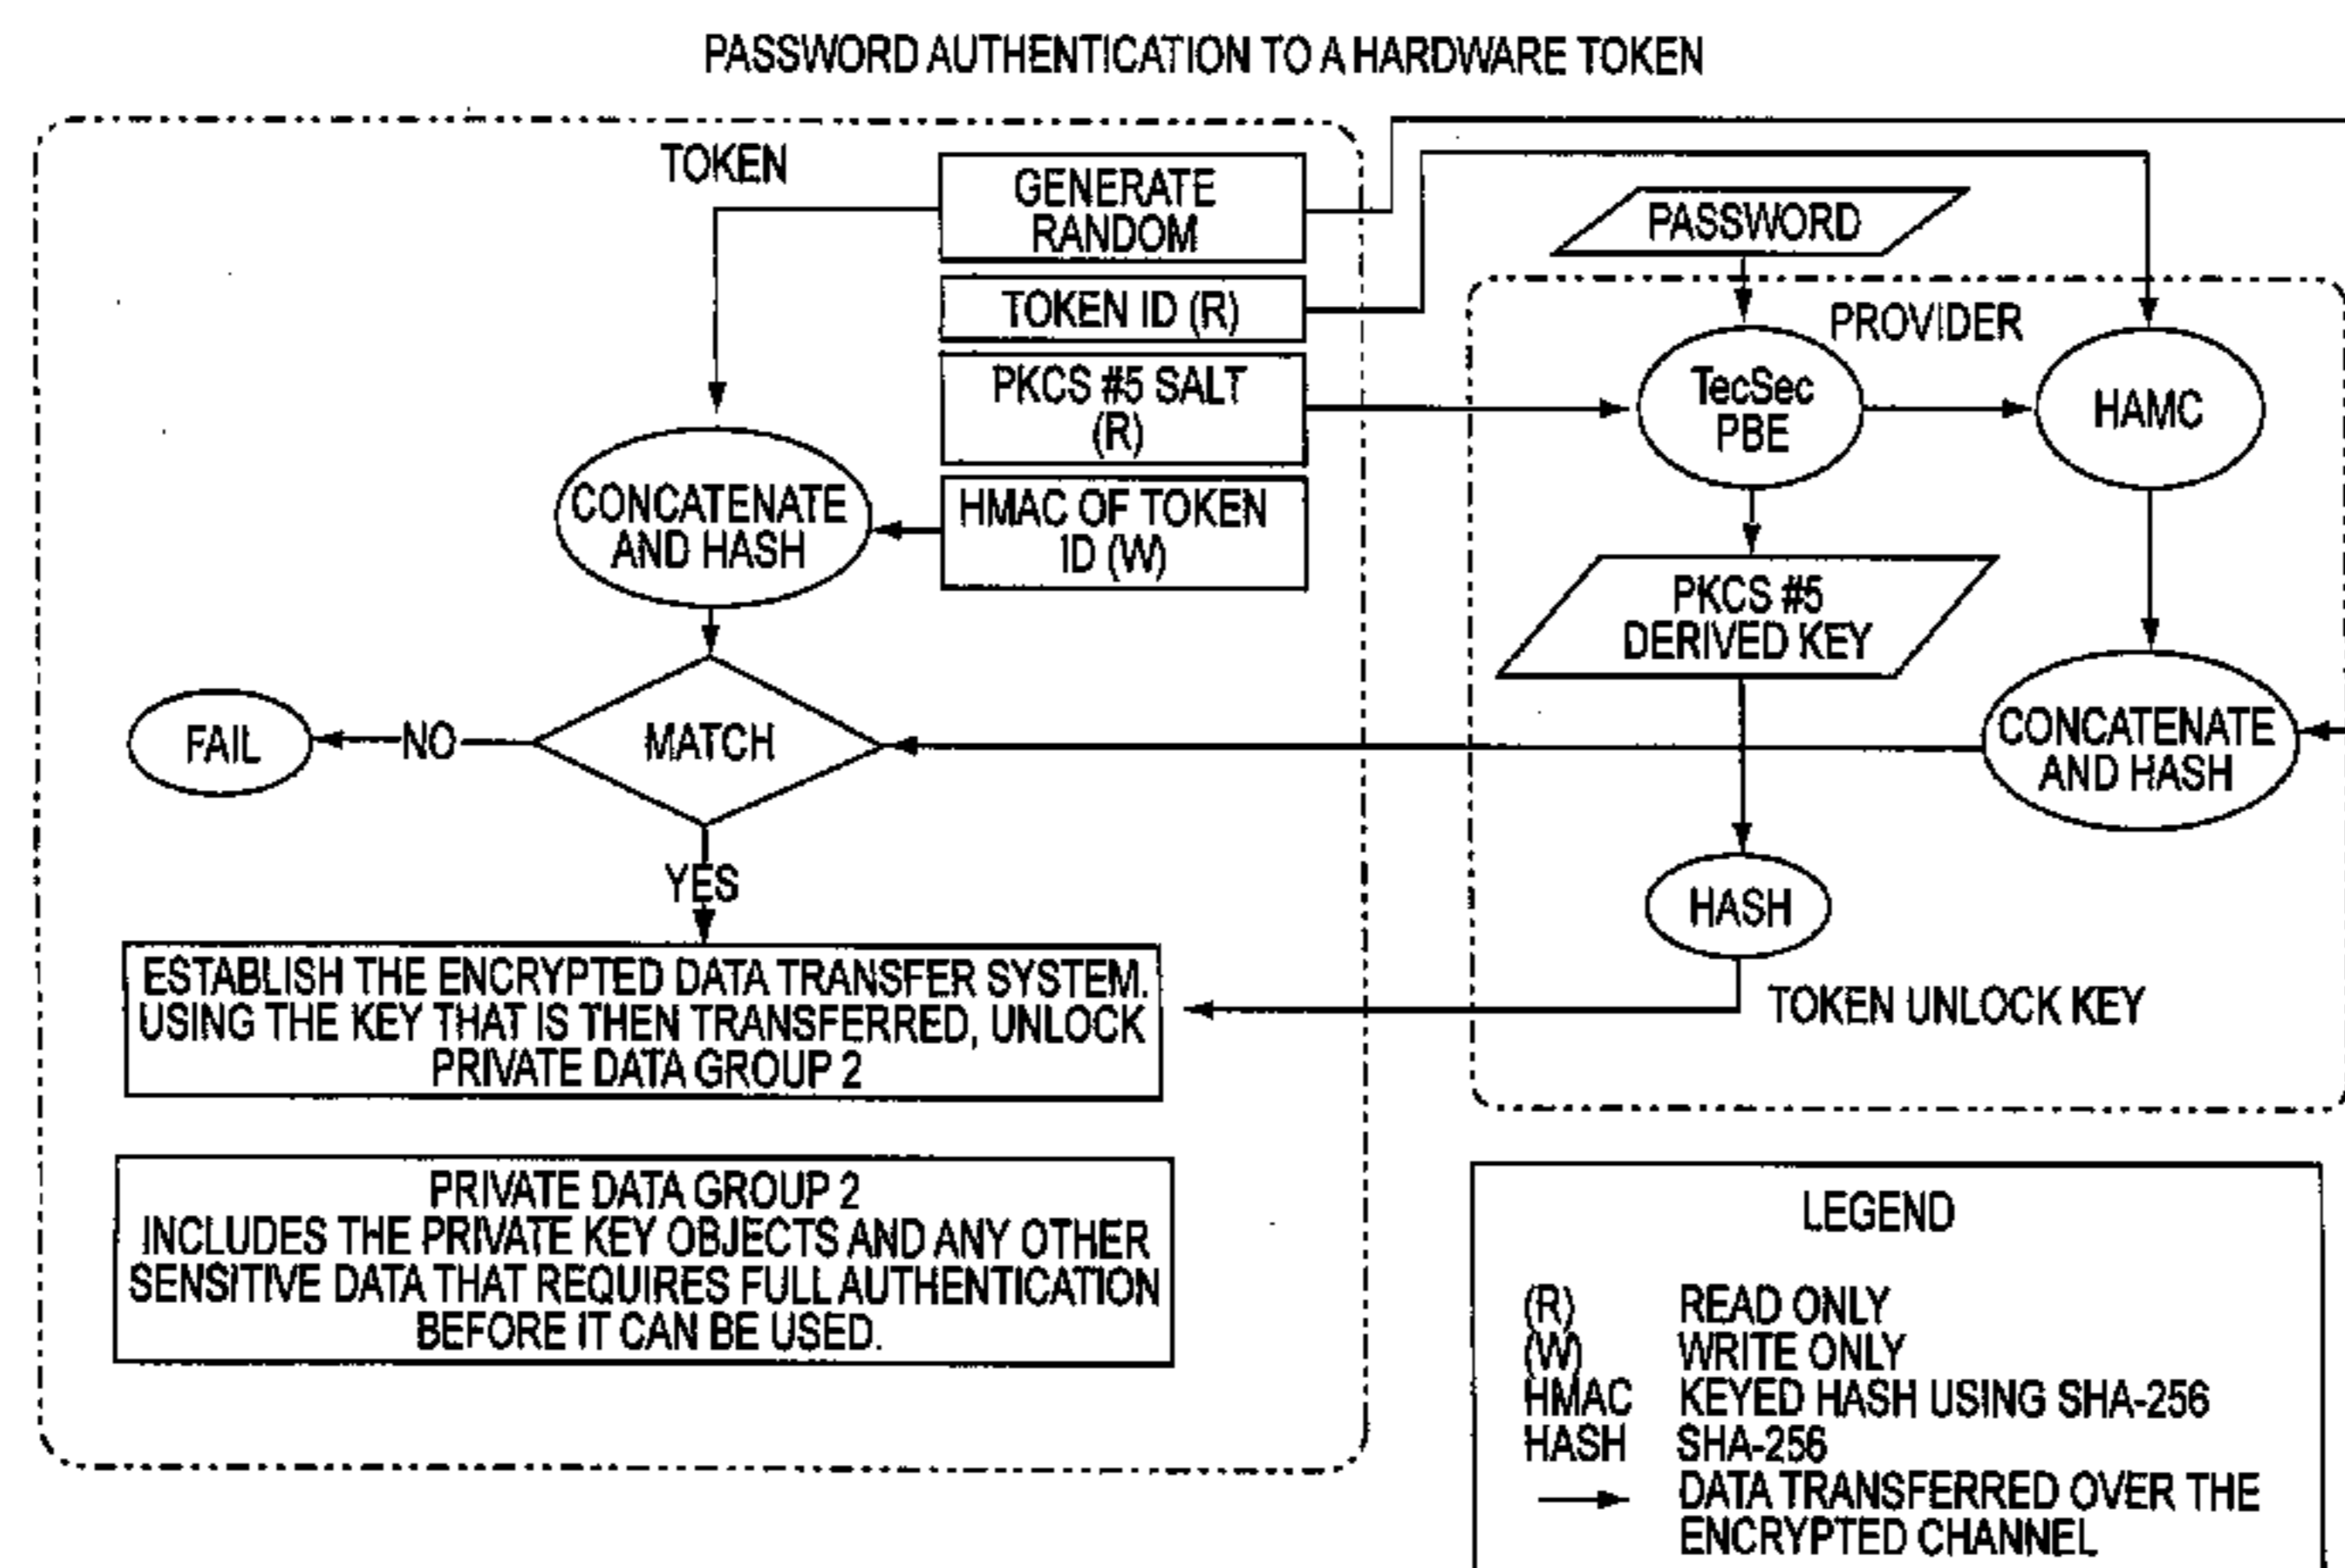 PASSWORD AUTHENTICATION TO A HARDWARE TOKEN
TOKEN
GENERATE
RANDOM
TOKEN ID (R)
PKCS #5 SALT
(R)
HMAC OF TOKEN
ID (W)
CONCATENATE
AND HASH
MATCH
NO
FAIL
YES
ESTABLISH THE ENCRYPTED DATA TRANSFER SYSTEM.
USING THE KEY THAT IS THEN TRANSFERRED, UNLOCK
PRIVATE DATA GROUP 2
PRIVATE DATA GROUP 2
INCLUDES THE PRIVATE KEY OBJECTS AND ANY OTHER
SENSITIVE DATA THAT REQUIRES FULL AUTHENTICATION
BEFORE IT CAN BE USED.
PASSWORD
PROVIDER
TecSec
PBE
HAMC
PKCS #5
DERIVED KEY
CONCATENATE
AND HASH
HASH
TOKEN UNLOCK KEY
LEGEND
(R) READ ONLY
(W) WRITE ONLY
HMAC KEYED HASH USING SHA-256
HASH SHA-256
DATA TRANSFERRED OVER THE
ENCRYPTED CHANNEL